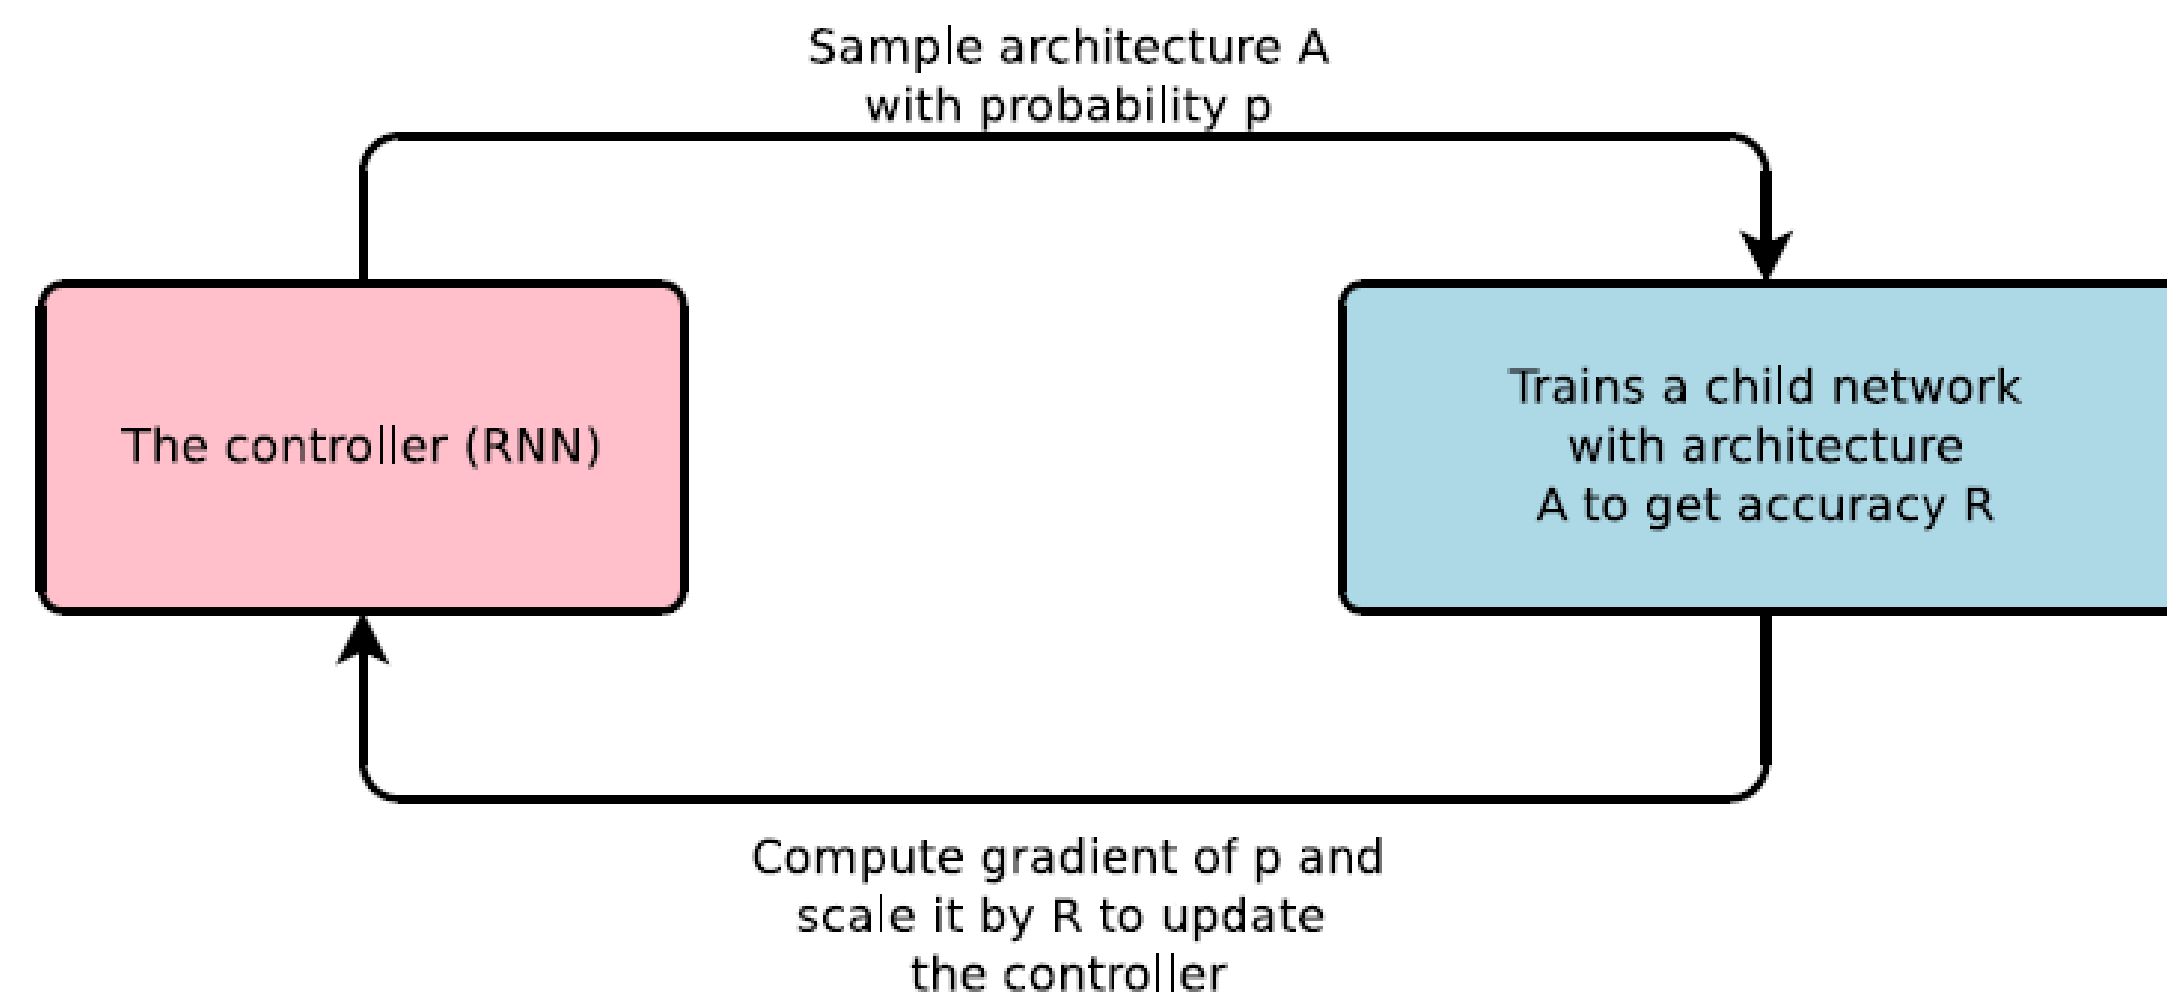 Sample architecture A
with probability p
The controller (RNN)
Trains a child network
with architecture
A to get accuracy R
Compute gradient of p and
scale it by R to update
the controller